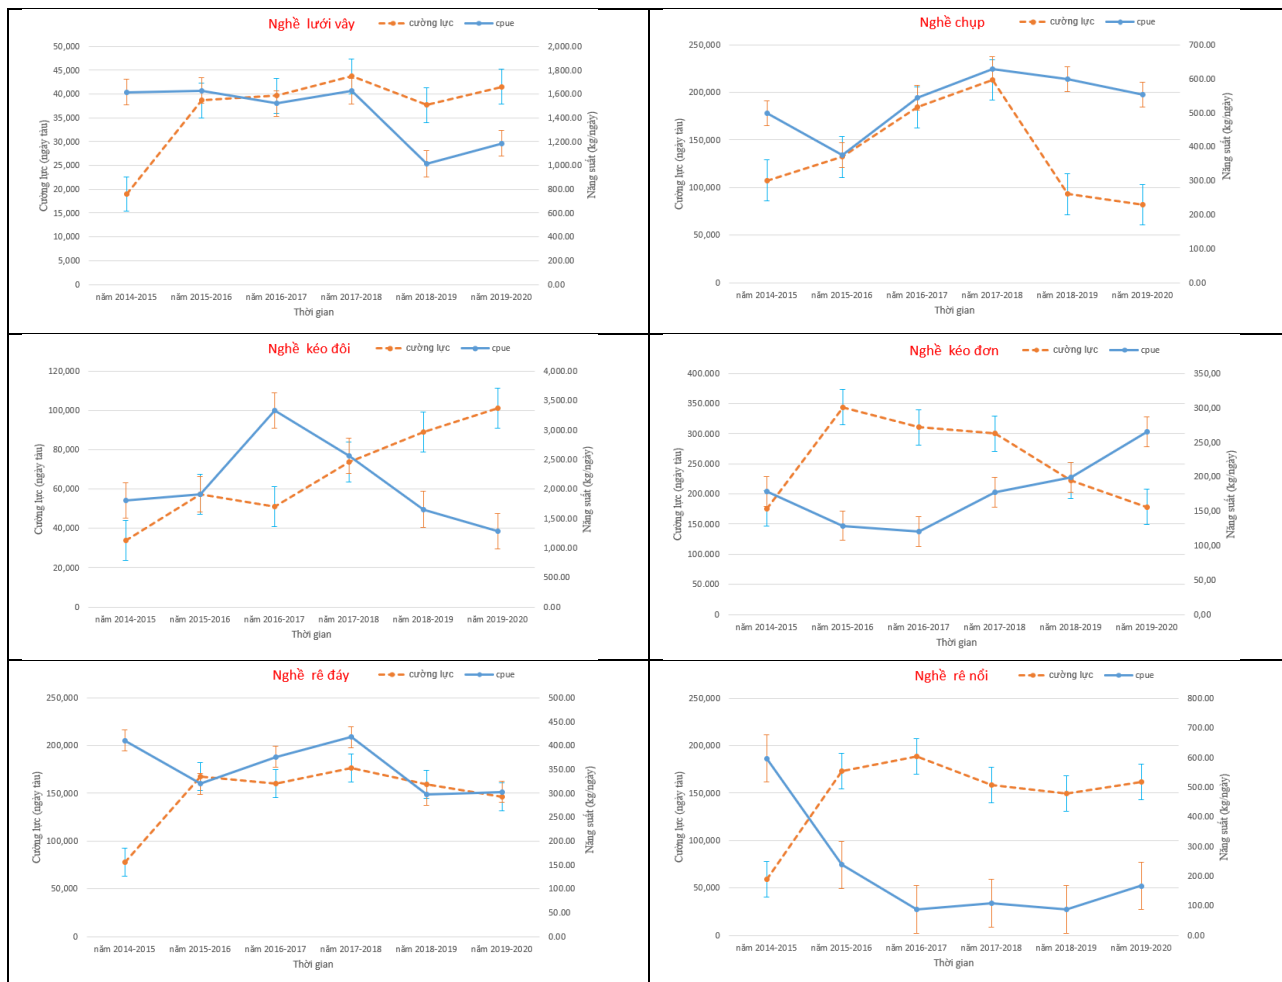 Nghề lưới vây
cường lực
cpue
50,000
45,000
40,000
35,000
30,000
25,000
20,000
15,000
10,000
5,000
0
2,000.00
1,800.00
1,600.00
1,400.00
1,200.00
1,000.00
800.00
600.00
400.00
200.00
0.00
Cường lực (ngày tàu)
Năng suất (kg/ngày)
năm 2014-2015 năm 2015-2016 năm 2016-2017 năm 2017-2018 năm 2018-2019 năm 2019-2020
Thời gian
Nghề chụp
cường lực
cpue
250,000
200,000
150,000
100,000
50,000
0
700.00
600.00
500.00
400.00
300.00
200.00
100.00
0.00
Cường lực (ngày tàu)
Năng suất (kg/ngày)
năm 2014-2015 năm 2015-2016 năm 2016-2017 năm 2017-2018 năm 2018-2019 năm 2019-2020
Thời gian
Nghề kéo đôi
cường lực
cpue
120,000
100,000
80,000
60,000
40,000
20,000
0
4,000.00
3,500.00
3,000.00
2,500.00
2,000.00
1,500.00
1,000.00
500.00
0.00
Cường lực (ngày tàu)
Năng suất (kg/ngày)
năm 2014-2015 năm 2015-2016 năm 2016-2017 năm 2017-2018 năm 2018-2019 năm 2019-2020
Thời gian
Nghề kéo đơn
cường lực
cpue
400.000
350.000
300.000
250.000
200.000
150.000
100.000
50.000
0
350,00
300,00
250,00
200,00
150,00
100,00
50,00
0,00
Cường lực (ngày tàu)
Năng suất (kg/ngày)
năm 2014-2015 năm 2015-2016 năm 2016-2017 năm 2017-2018 năm 2018-2019 năm 2019-2020
Thời gian
Nghề rê đáy
cường lực
cpue
250,000
200,000
150,000
100,000
50,000
0
500.00
450.00
400.00
350.00
300.00
250.00
200.00
150.00
100.00
50.00
0.00
Cường lực (ngày tàu)
Năng suất (kg/ngày)
năm 2014-2015 năm 2015-2016 năm 2016-2017 năm 2017-2018 năm 2018-2019 năm 2019-2020
Thời gian
Nghề rê nổi
cường lực
cpue
250,000
200,000
150,000
100,000
50,000
0
800.00
700.00
600.00
500.00
400.00
300.00
200.00
100.00
0.00
Cường lực (ngày tàu)
Năng suất (kg/ngày)
năm 2014-2015 năm 2015-2016 năm 2016-2017 năm 2017-2018 năm 2018-2019 năm 2019-2020
Thời gian